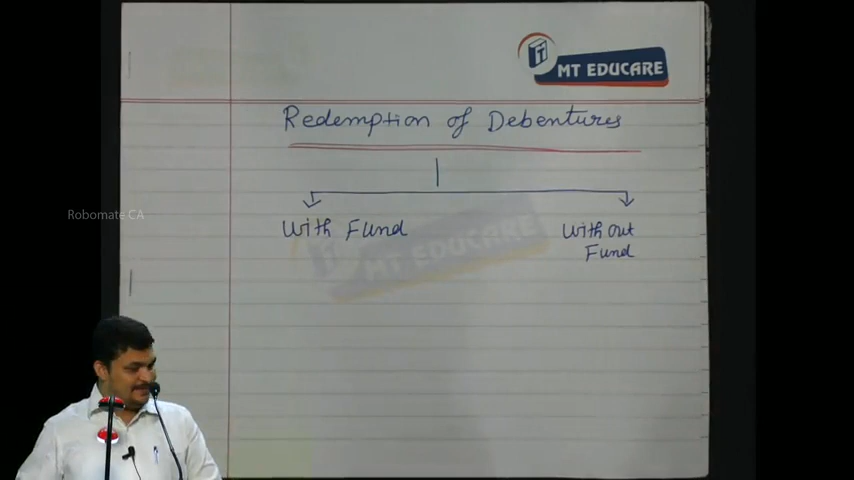 MT EDUCARE
Redemption of Debentures
Robomate CA
With Fund
With out
Fund
MT EDUCARE